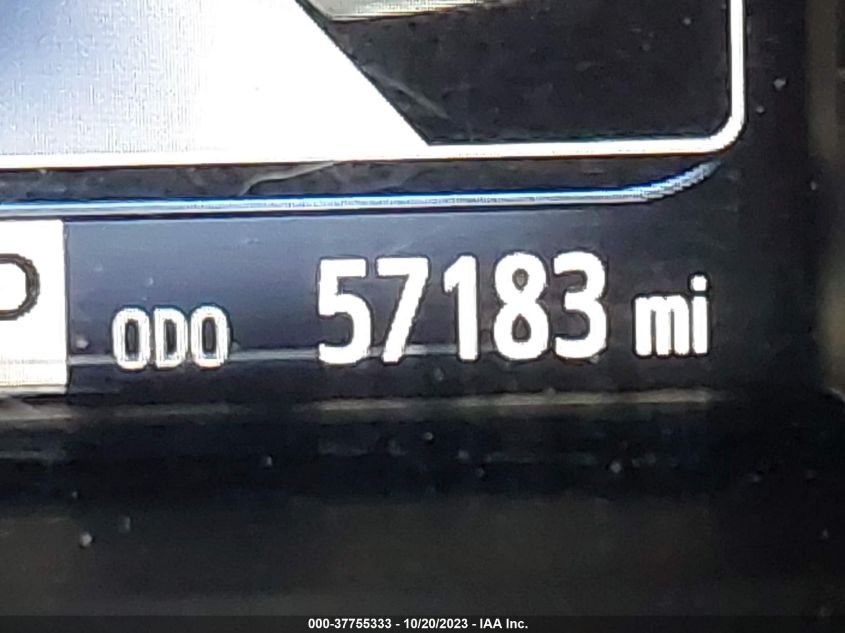 P
ODO 57183 mi
000-37755333 - 10/20/2023 - IAA Inc.